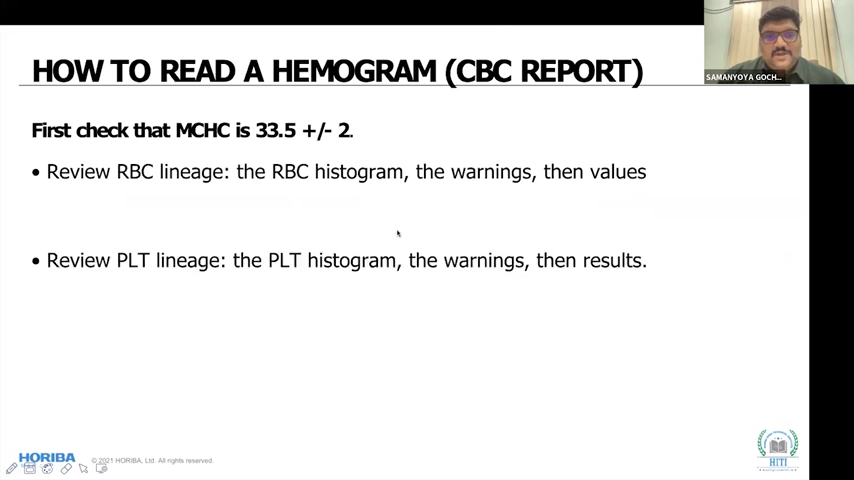 SAMANYOYA GOCH...
HOW TO READ A HEMOGRAM (CBC REPORT)
First check that MCHC is 33.5 +/- 2.
• Review RBC lineage: the RBC histogram, the warnings, then values
• Review PLT lineage: the PLT histogram, the warnings, then results.
HORIBA
© 2021 HORIBA, Ltd. All rights reserved.
HITI